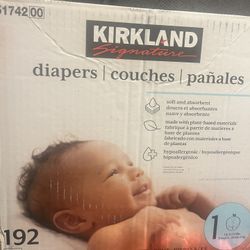 51742 00
KIRKLAND
Signature
diapers | couches | pañales
soft and absorbent
doux et absorbantes
suave y absorbente
made with plant-based materials
fabriqué à partir de matières à
base de plantes
fabricado con materiales a
base de plantas
hypoallergenic / hypoallergénique
hipoalergénico
192
1